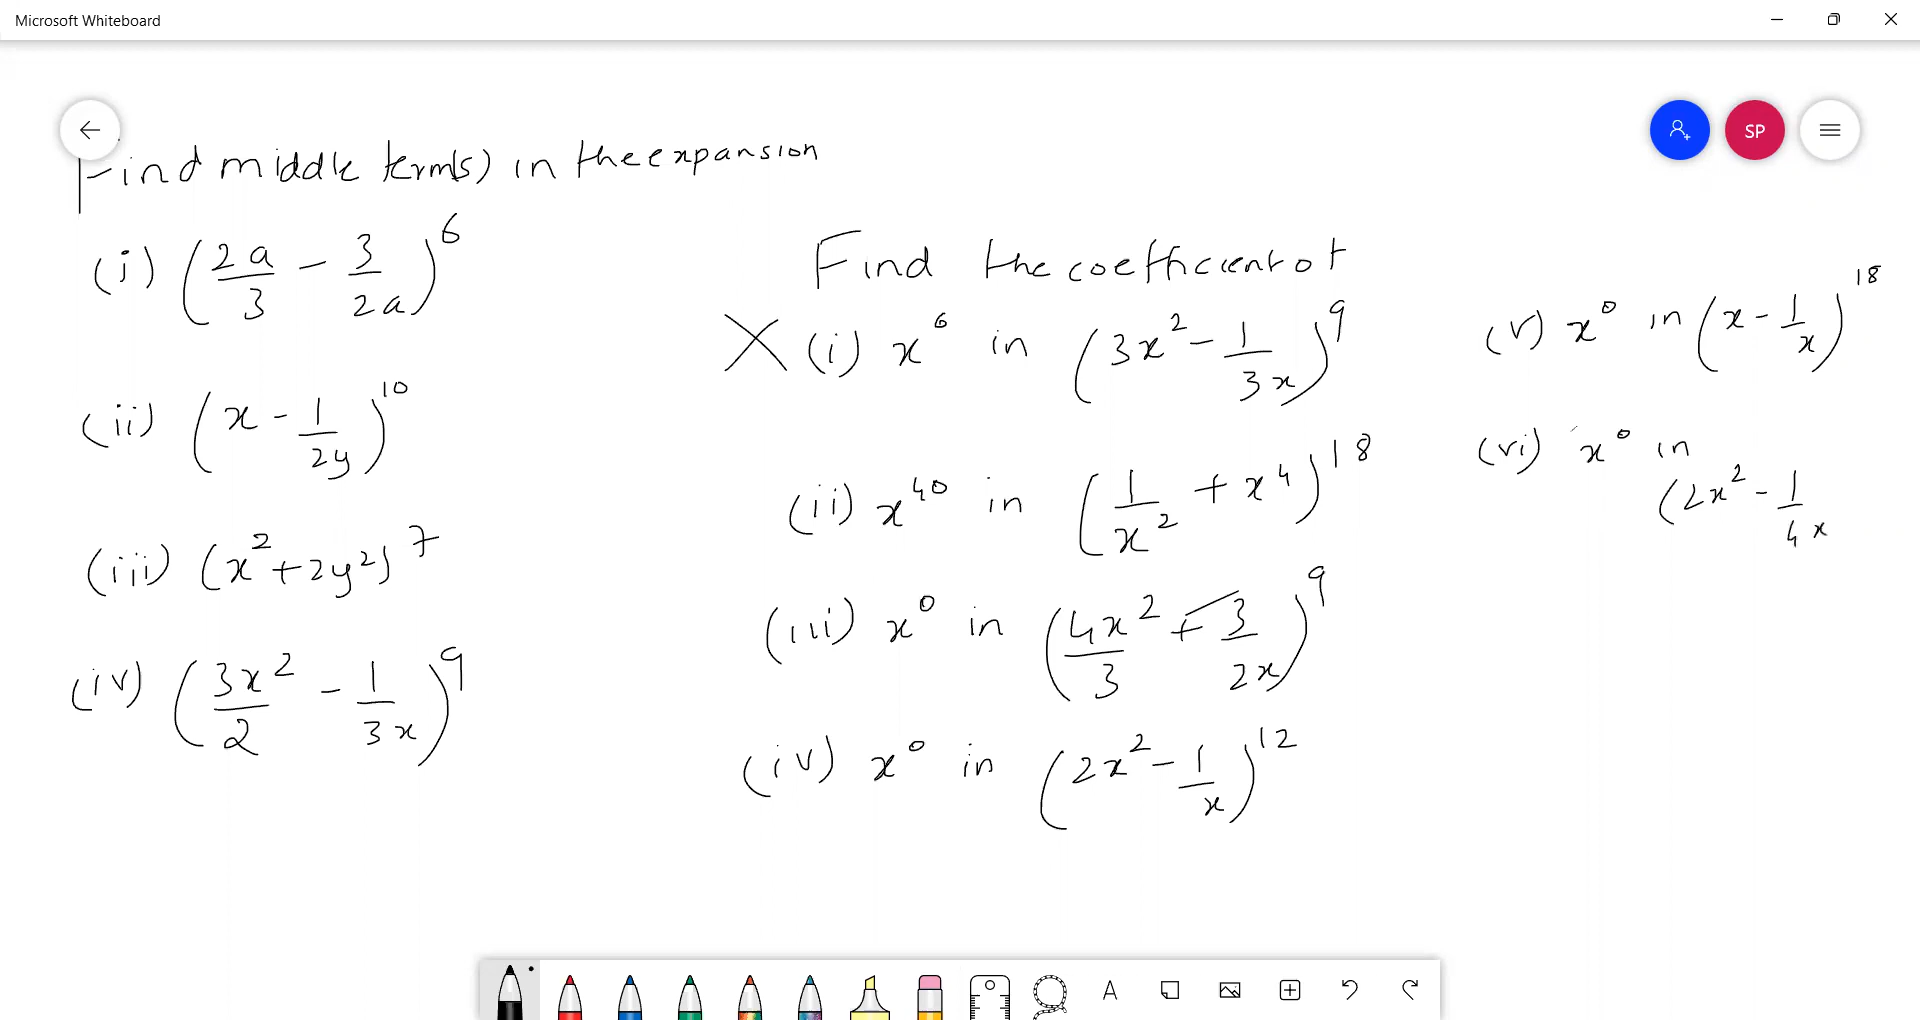 Microsoft Whiteboard
SP
Find middle term(s) in the expansion
(i) (2a/3 - 3/2a)^6
(ii) (x - 1/2y)^10
(iii) (x^2 + 2y^2)^7
(iv) (3x^2/2 - 1/3x)^9
Find the coefficient of
X (i) x^6 in (3x^2 - 1/3x)^9
(ii) x^40 in (1/x^2 + x^4)^18
(iii) x^0 in (4x^2/3 - 3/2x)^9
(iv) x^0 in (2x^2 - 1/x)^12
(v) x^0 in (x - 1/x)^18
(vi) x^0 in
(2x^2 - 1/4x
A